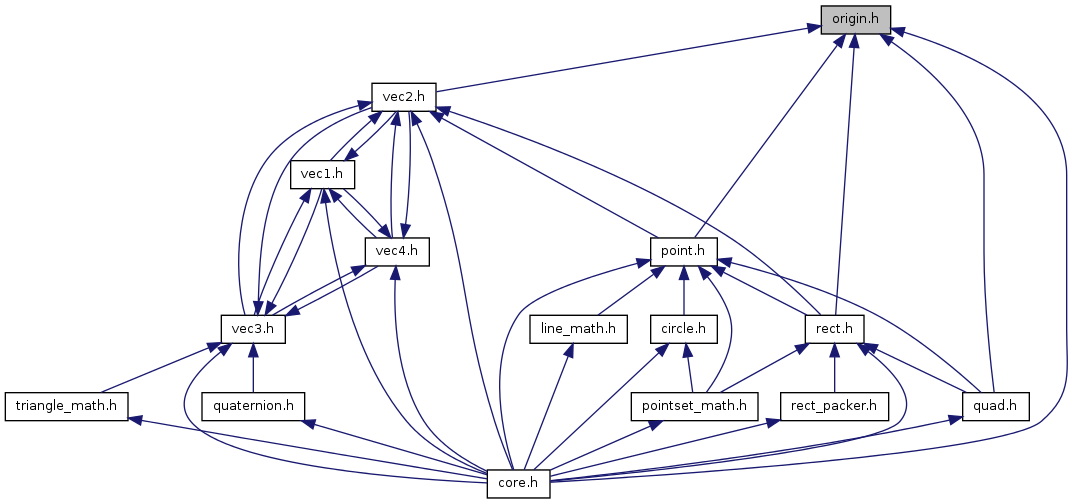 origin.h
vec2.h
vec1.h
vec4.h
point.h
vec3.h
line_math.h
circle.h
rect.h
triangle_math.h
quaternion.h
pointset_math.h
rect_packer.h
quad.h
core.h